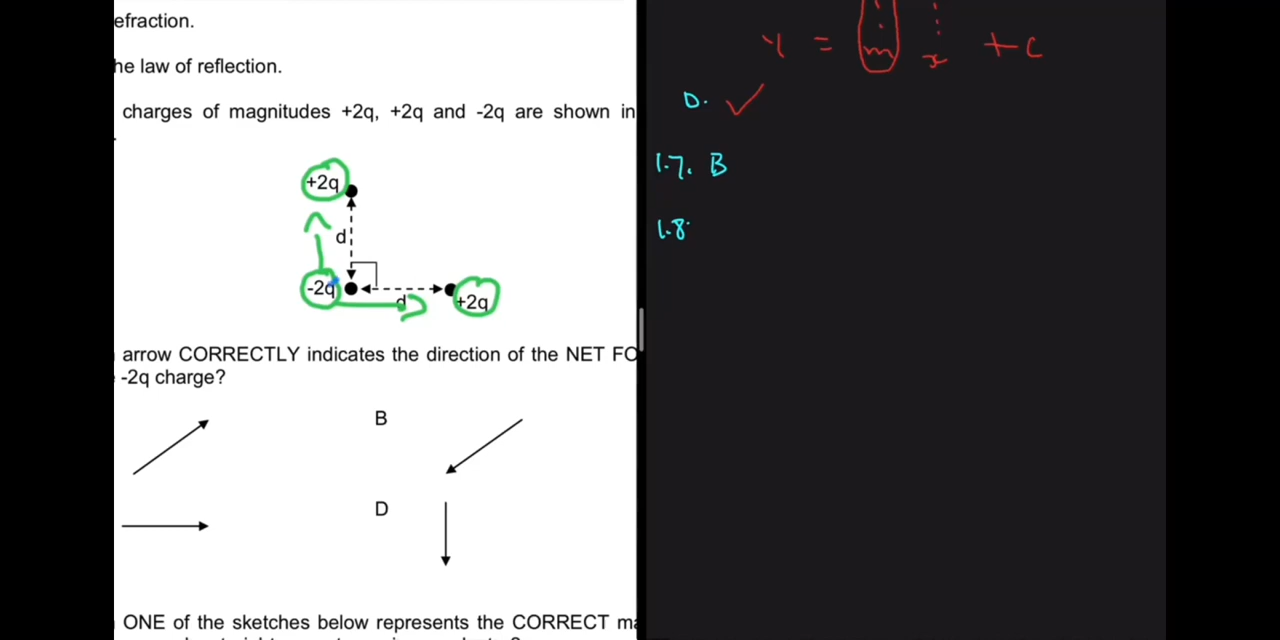 efraction.
he law of reflection.
charges of magnitudes +2q, +2q and -2q are shown in
.
+2q
d
-2q
d
+2q
arrow CORRECTLY indicates the direction of the NET FO
-2q charge?
B
D
ONE of the sketches below represents the CORRECT ma
y = m x + c
D. ✓
1.7. B
1.8.